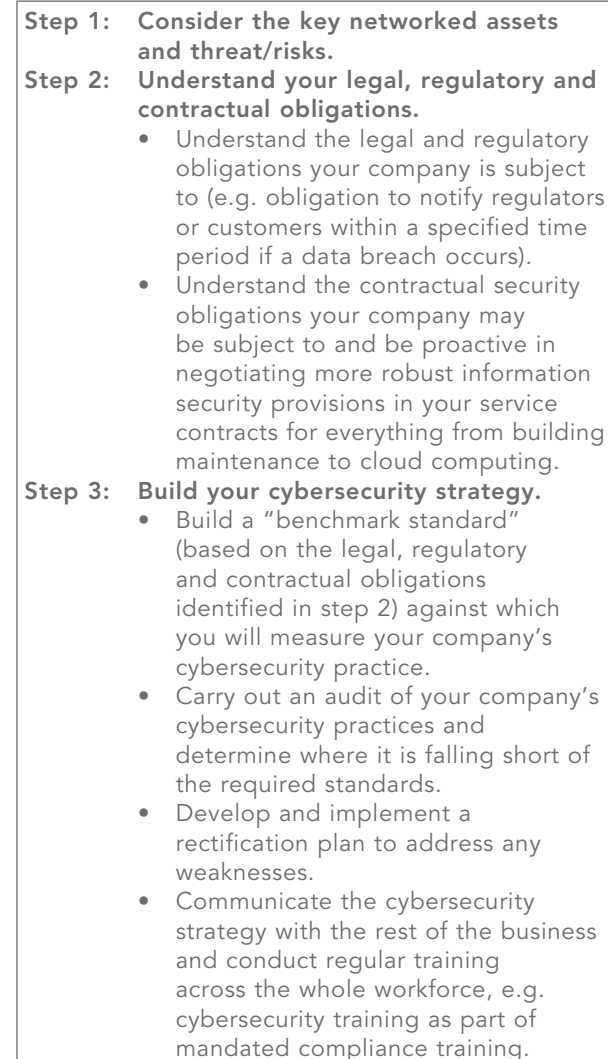 Step 1: Consider the key networked assets
and threat/risks.
Step 2: Understand your legal, regulatory and
contractual obligations.
• Understand the legal and regulatory
obligations your company is subject
to (e.g. obligation to notify regulators
or customers within a specified time
period if a data breach occurs).
• Understand the contractual security
obligations your company may
be subject to and be proactive in
negotiating more robust information
security provisions in your service
contracts for everything from building
maintenance to cloud computing.
Step 3: Build your cybersecurity strategy.
• Build a “benchmark standard”
(based on the legal, regulatory
and contractual obligations
identified in step 2) against which
you will measure your company’s
cybersecurity practice.
• Carry out an audit of your company’s
cybersecurity practices and
determine where it is falling short of
the required standards.
• Develop and implement a
rectification plan to address any
weaknesses.
• Communicate the cybersecurity
strategy with the rest of the business
and conduct regular training
across the whole workforce, e.g.
cybersecurity training as part of
mandated compliance training.